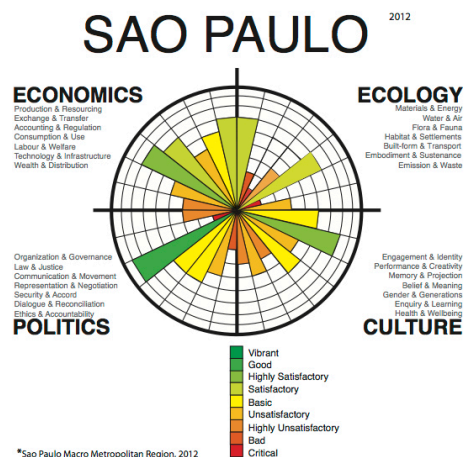 SAO PAULO
2012
ECONOMICS
Production & Resourcing
Exchange & Transfer
Accounting & Regulation
Consumption & Use
Labour & Welfare
Technology & Infrastructure
Wealth & Distribution
ECOLOGY
Materials & Energy
Water & Air
Flora & Fauna
Habitat & Settlements
Built-form & Transport
Embodiment & Sustenance
Emission & Waste
Organization & Governance
Law & Justice
Communication & Movement
Representation & Negotiation
Security & Accord
Dialogue & Reconciliation
Ethics & Accountability
POLITICS
Engagement & Identity
Performance & Creativity
Memory & Projection
Belief & Meaning
Gender & Generations
Enquiry & Learning
Health & Wellbeing
CULTURE
Vibrant
Good
Highly Satisfactory
Satisfactory
Basic
Unsatisfactory
Highly Unsatisfactory
Bad
Critical
*Sao Paulo Macro Metropolitan Region, 2012